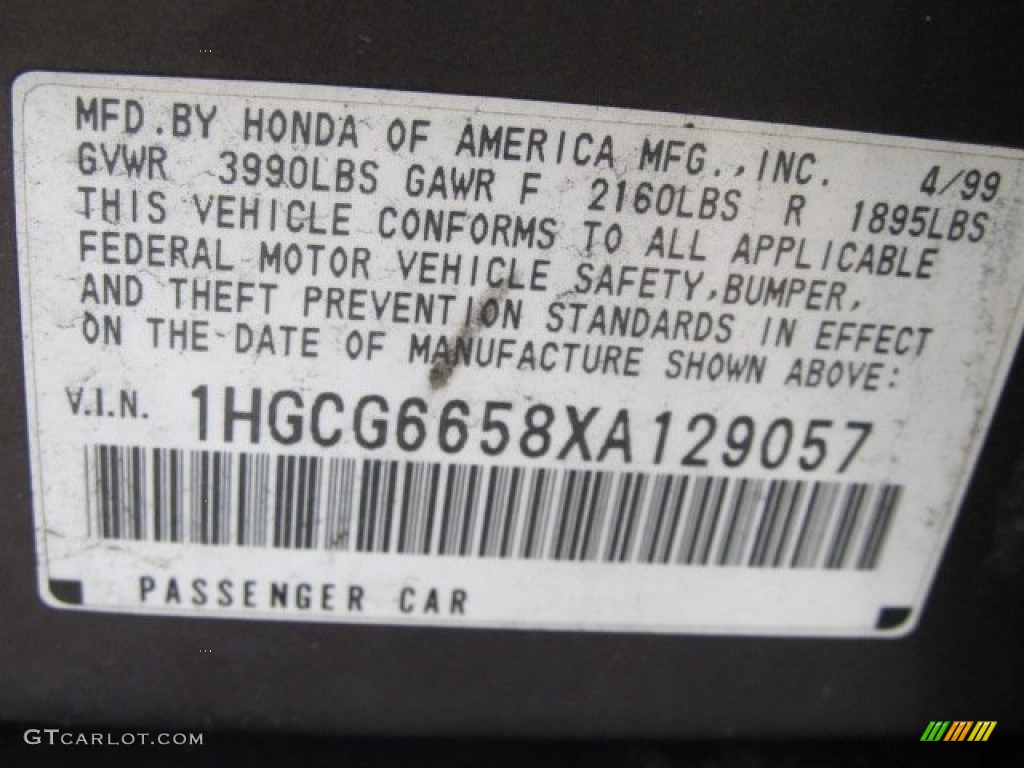 MFD.BY HONDA OF AMERICA MFG.,INC. 4/99
GVWR 3990LBS GAWR F 2160LBS R 1895LBS
THIS VEHICLE CONFORMS TO ALL APPLICABLE
FEDERAL MOTOR VEHICLE SAFETY,BUMPER,
AND THEFT PREVENTION STANDARDS IN EFFECT
ON THE DATE OF MANUFACTURE SHOWN ABOVE:
V.I.N. 1HGCG6658XA129057
PASSENGER CAR
GTCARLOT.COM